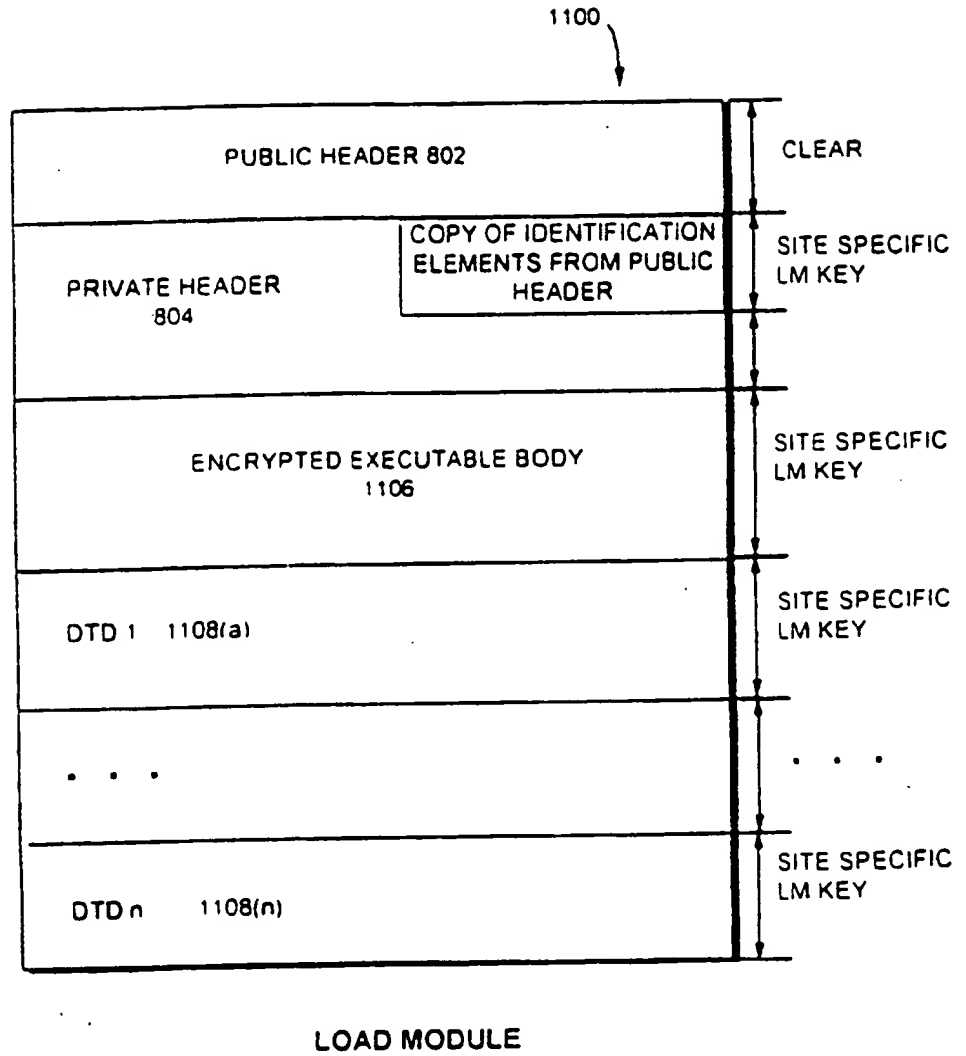 1100
PUBLIC HEADER 802
CLEAR
COPY OF IDENTIFICATION
ELEMENTS FROM PUBLIC
HEADER
PRIVATE HEADER
804
SITE SPECIFIC
LM KEY
ENCRYPTED EXECUTABLE BODY
1106
SITE SPECIFIC
LM KEY
DTD 1 1108(a)
SITE SPECIFIC
LM KEY
. . .
. . .
DTD n 1108(n)
SITE SPECIFIC
LM KEY
LOAD MODULE